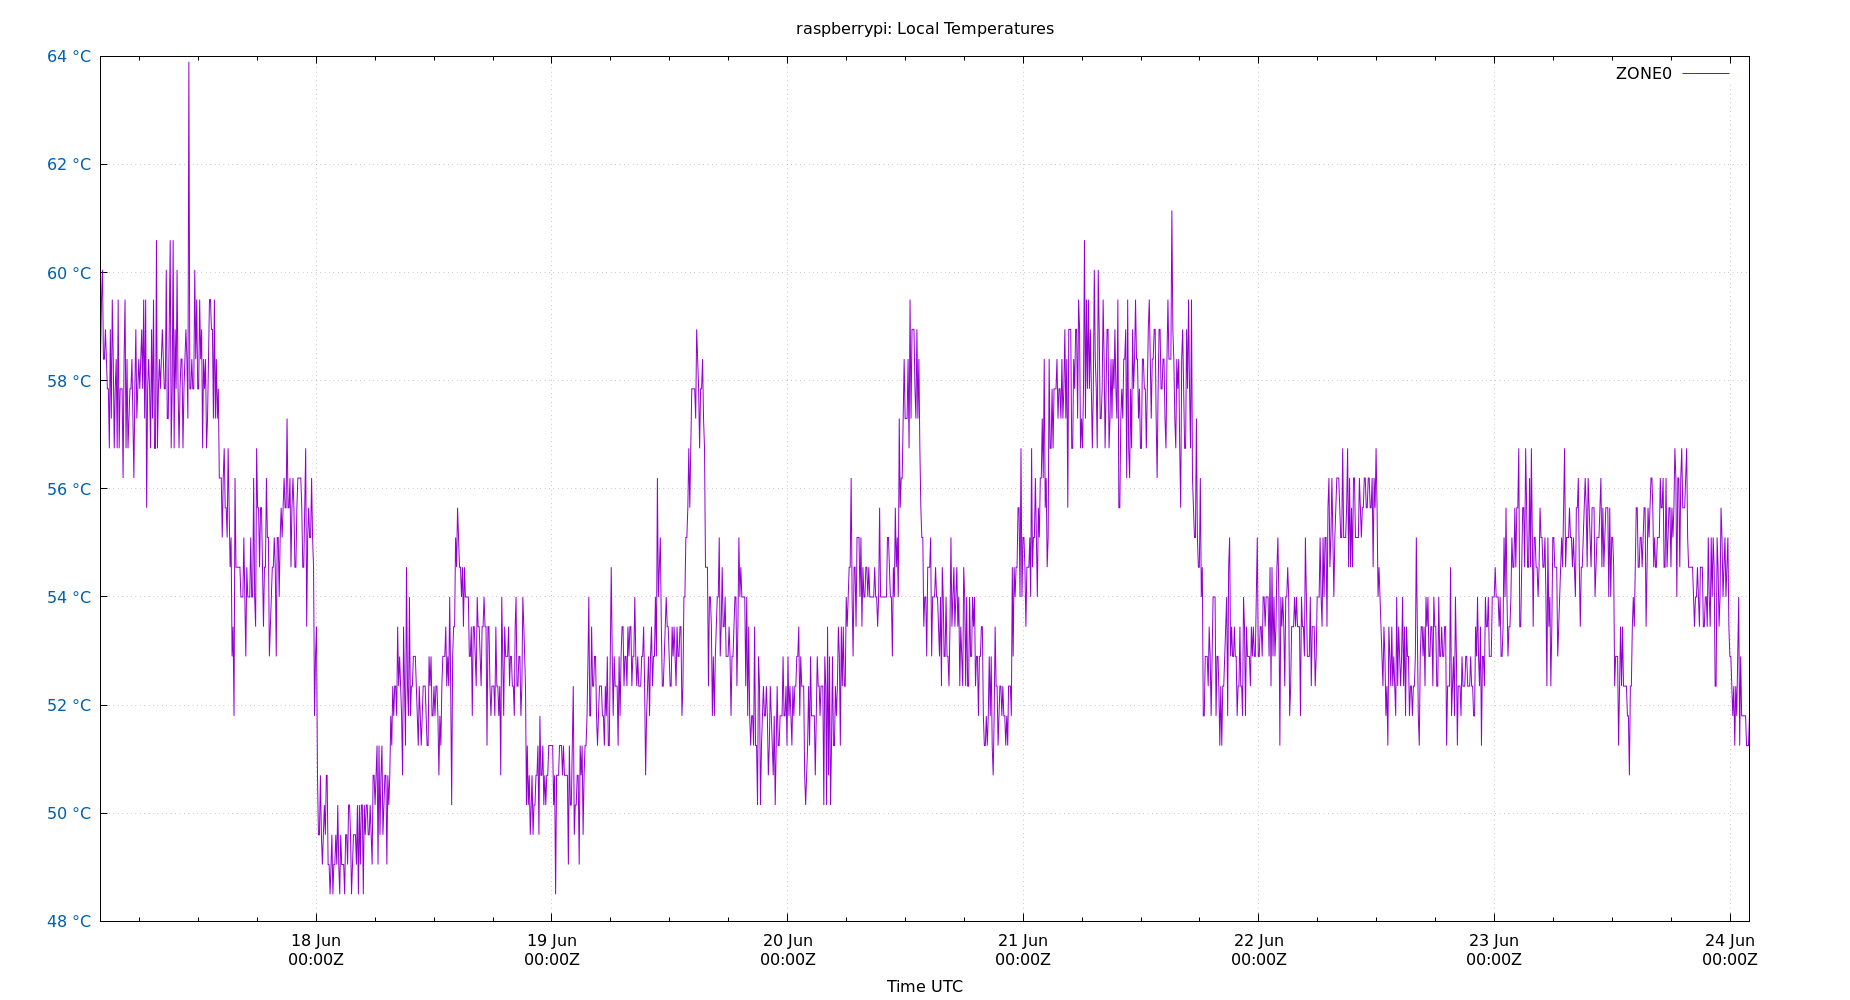 raspberrypi: Local Temperatures
64 °C
ZONE0
62 °C
60 °C
58 °C
56 °C
54 °C
52 °C
50 °C
48 °C
18 Jun
00:00Z
19 Jun
00:00Z
20 Jun
00:00Z
21 Jun
00:00Z
22 Jun
00:00Z
23 Jun
00:00Z
24 Jun
00:00Z
Time UTC